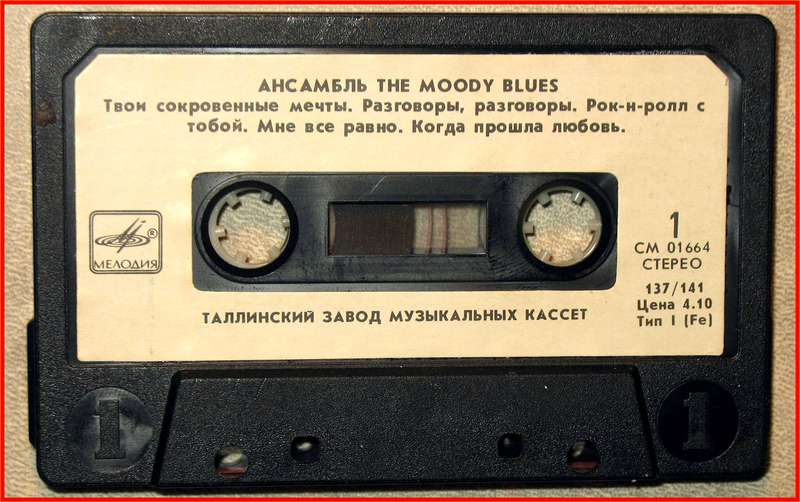 АНСАМБЛЬ THE MOODY BLUES
Твои сокровенные мечты. Разговоры, разговоры. Рок-н-ролл с
тобой. Мне все равно. Когда прошла любовь.
МЕЛОДИЯ ®
1
СМ 01664
СТЕРЕО
137/141
Цена 4.10
Тип I (Fe)
ТАЛЛИНСКИЙ ЗАВОД МУЗЫКАЛЬНЫХ КАССЕТ
1 1